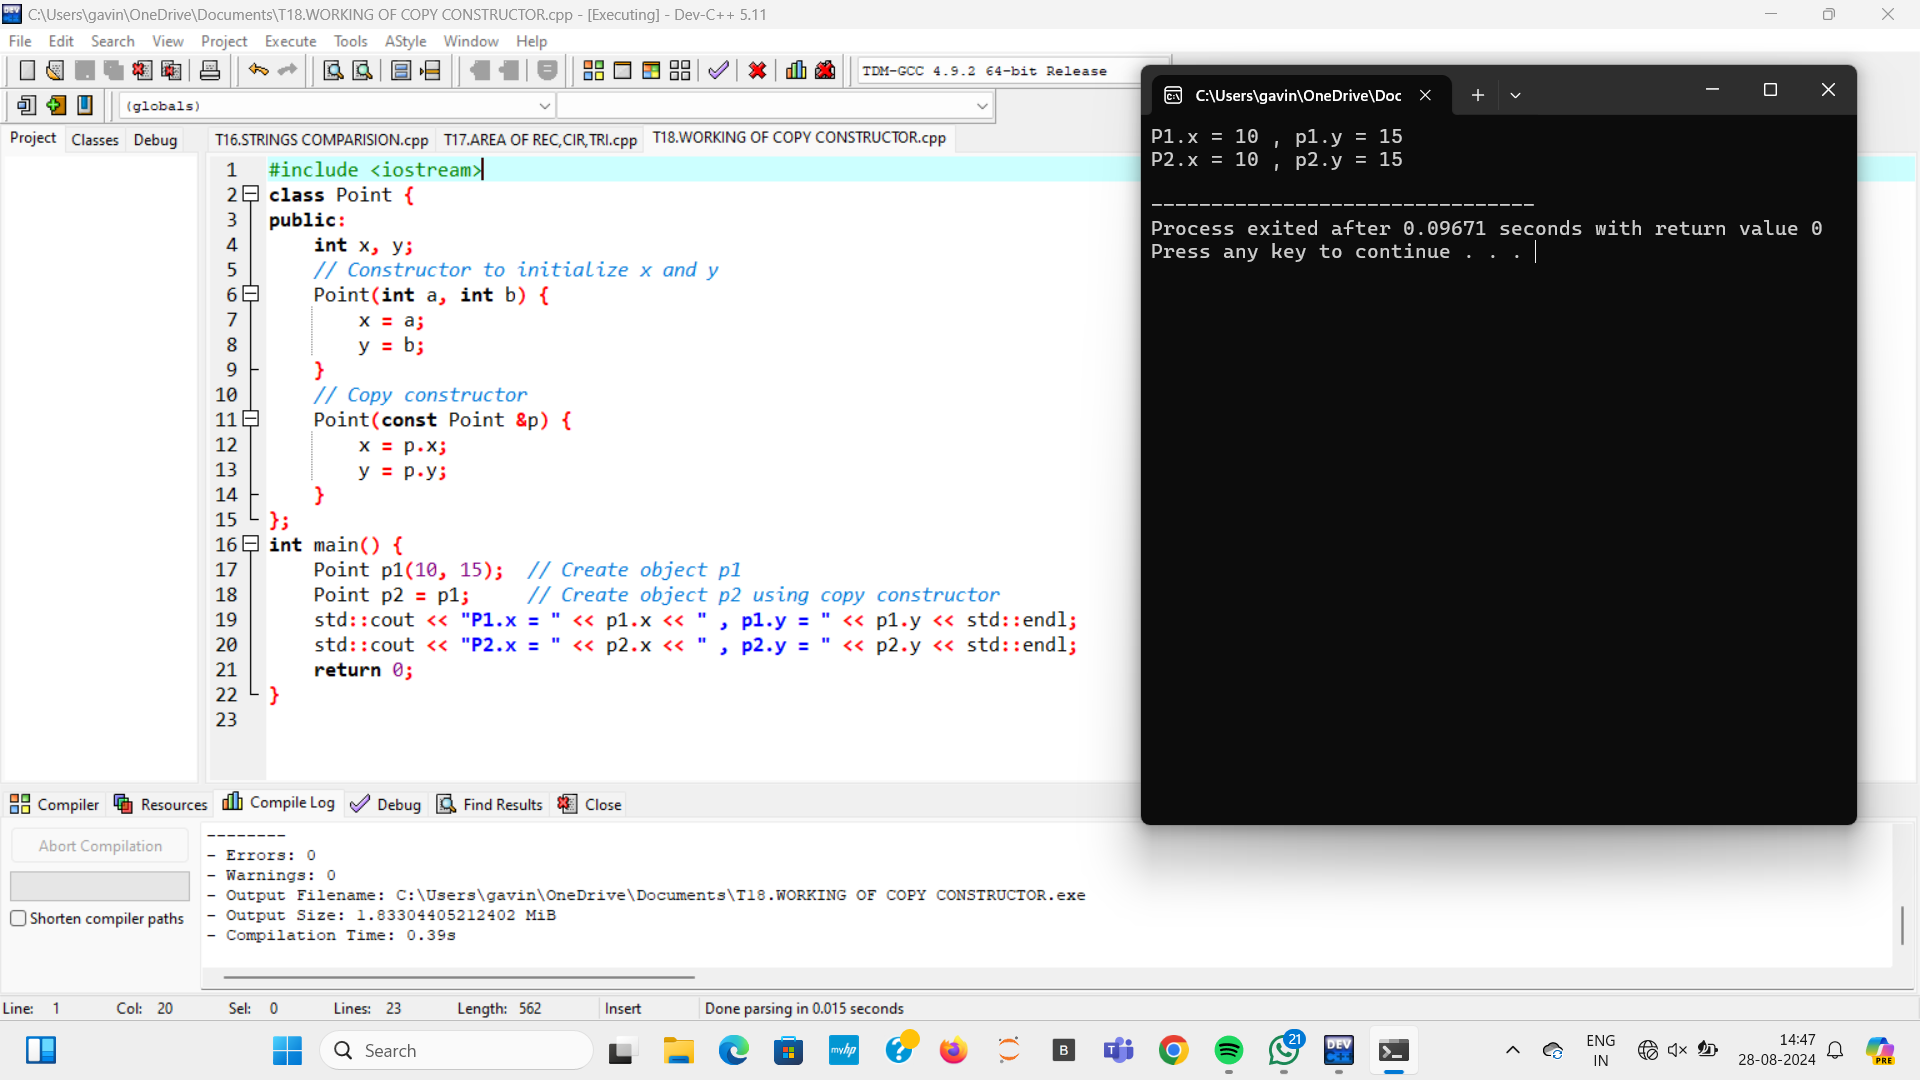 C:\Users\gavin\OneDrive\Documents\T18.WORKING OF COPY CONSTRUCTOR.cpp - [Executing] - Dev-C++ 5.11
File Edit Search View Project Execute Tools AStyle Window Help
TDM-GCC 4.9.2 64-bit Release
(globals)
Project Classes Debug
T16.STRINGS COMPARISION.cpp T17.AREA OF REC,CIR,TRI.cpp T18.WORKING OF COPY CONSTRUCTOR.cpp
1 #include <iostream>
2 class Point {
3 public:
4 int x, y;
5 // Constructor to initialize x and y
6 Point(int a, int b) {
7 x = a;
8 y = b;
9 }
10 // Copy constructor
11 Point(const Point &p) {
12 x = p.x;
13 y = p.y;
14 }
15 };
16 int main() {
17 Point p1(10, 15); // Create object p1
18 Point p2 = p1; // Create object p2 using copy constructor
19 std::cout << "P1.x = " << p1.x << " , p1.y = " << p1.y << std::endl;
20 std::cout << "P2.x = " << p2.x << " , p2.y = " << p2.y << std::endl;
21 return 0;
22 }
23
C:\Users\gavin\OneDrive\Doc
P1.x = 10 , p1.y = 15
P2.x = 10 , p2.y = 15
--------------------------------
Process exited after 0.09671 seconds with return value 0
Press any key to continue . . .
Compiler Resources Compile Log Debug Find Results Close
Abort Compilation
Shorten compiler paths
--------
- Errors: 0
- Warnings: 0
- Output Filename: C:\Users\gavin\OneDrive\Documents\T18.WORKING OF COPY CONSTRUCTOR.exe
- Output Size: 1.83304405212402 MiB
- Compilation Time: 0.39s
Line: 1 Col: 20 Sel: 0 Lines: 23 Length: 562 Insert Done parsing in 0.015 seconds
Search
myhp
B
T
21
DEV
C++
ENG
IN
14:47
28-08-2024
PRE